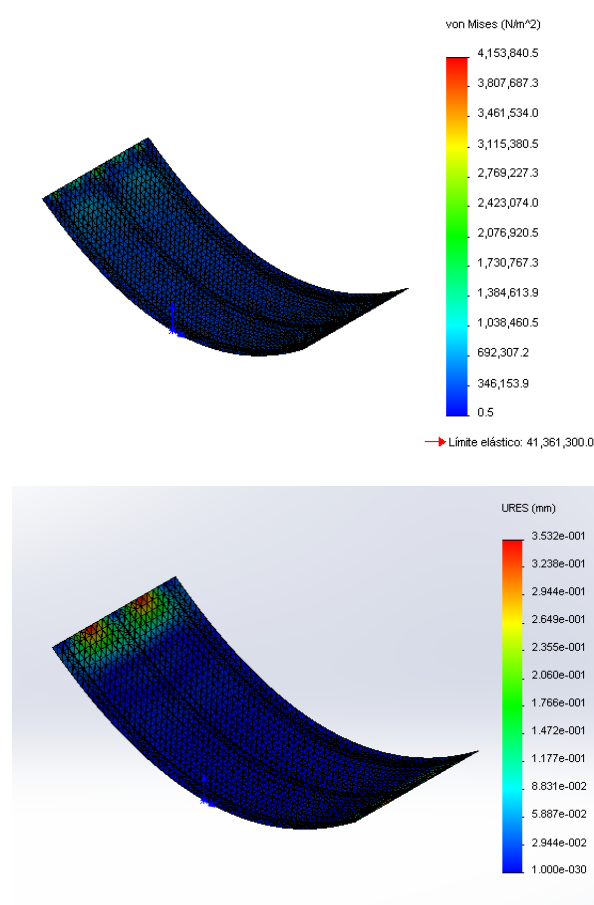 von Mises (N/m^2)
4,153,840.5
3,807,687.3
3,461,534.0
3,115,380.5
2,769,227.3
2,423,074.0
2,076,920.5
1,730,767.3
1,384,613.9
1,038,460.5
692,307.2
346,153.9
0.5
Límite elástico: 41,361,300.0
URES (mm)
3.532e-001
3.238e-001
2.944e-001
2.649e-001
2.355e-001
2.060e-001
1.766e-001
1.472e-001
1.177e-001
8.831e-002
5.887e-002
2.944e-002
1.000e-030